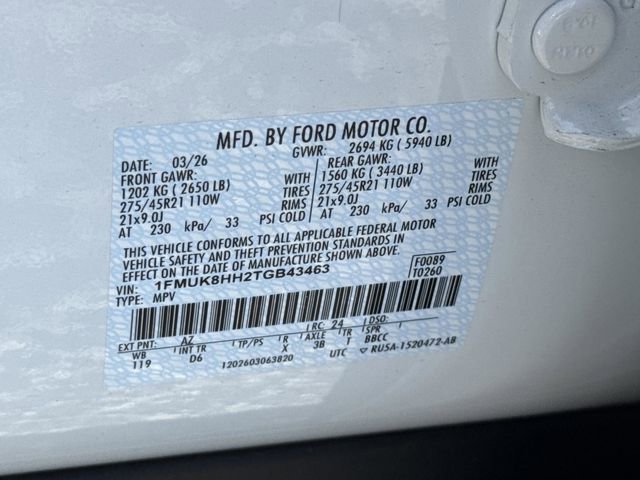 MFD. BY FORD MOTOR CO.
DATE: 03/26 GVWR: 2694 KG ( 5940 LB)
FRONT GAWR: REAR GAWR:
1202 KG ( 2650 LB) WITH 1560 KG ( 3440 LB) WITH
275/45R21 110W TIRES 275/45R21 110W TIRES
21x9.0J RIMS 21x9.0J RIMS
AT 230 kPa/ 33 PSI COLD AT 230 kPa/ 33 PSI COLD
THIS VEHICLE CONFORMS TO ALL APPLICABLE FEDERAL MOTOR
VEHICLE SAFETY AND THEFT PREVENTION STANDARDS IN
EFFECT ON THE DATE OF MANUFACTURE SHOWN ABOVE.
VIN: 1FMUK8HH2TGB43463 F0089
TYPE: MPV T0260
EXT PNT: AZ RC: 24 DSO:
WB INT TR TP/PS R AXLE TR SPR
119 D6 X 3B T BBCC
1202603063820 UTC RU5A-1520472-AB